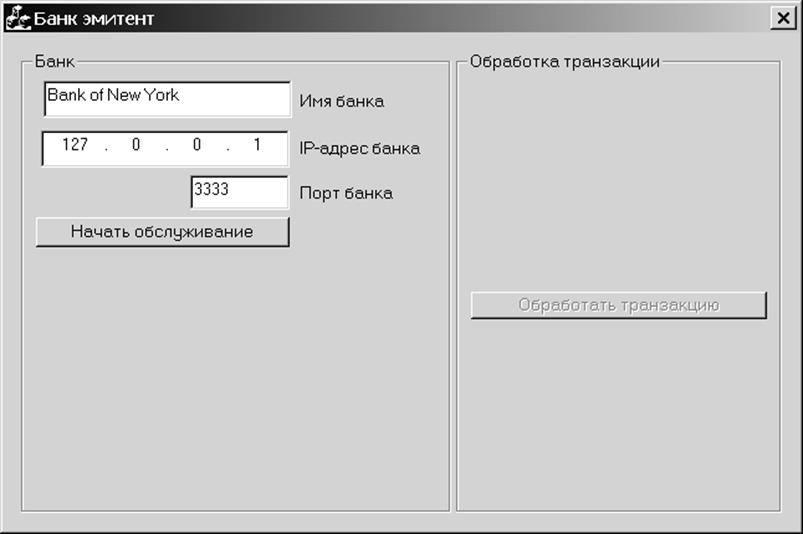 Банк эмитент
Банк
Bank of New York
Имя банка
127 . 0 . 0 . 1
IP-адрес банка
3333
Порт банка
Начать обслуживание
Обработка транзакции
Обработать транзакцию